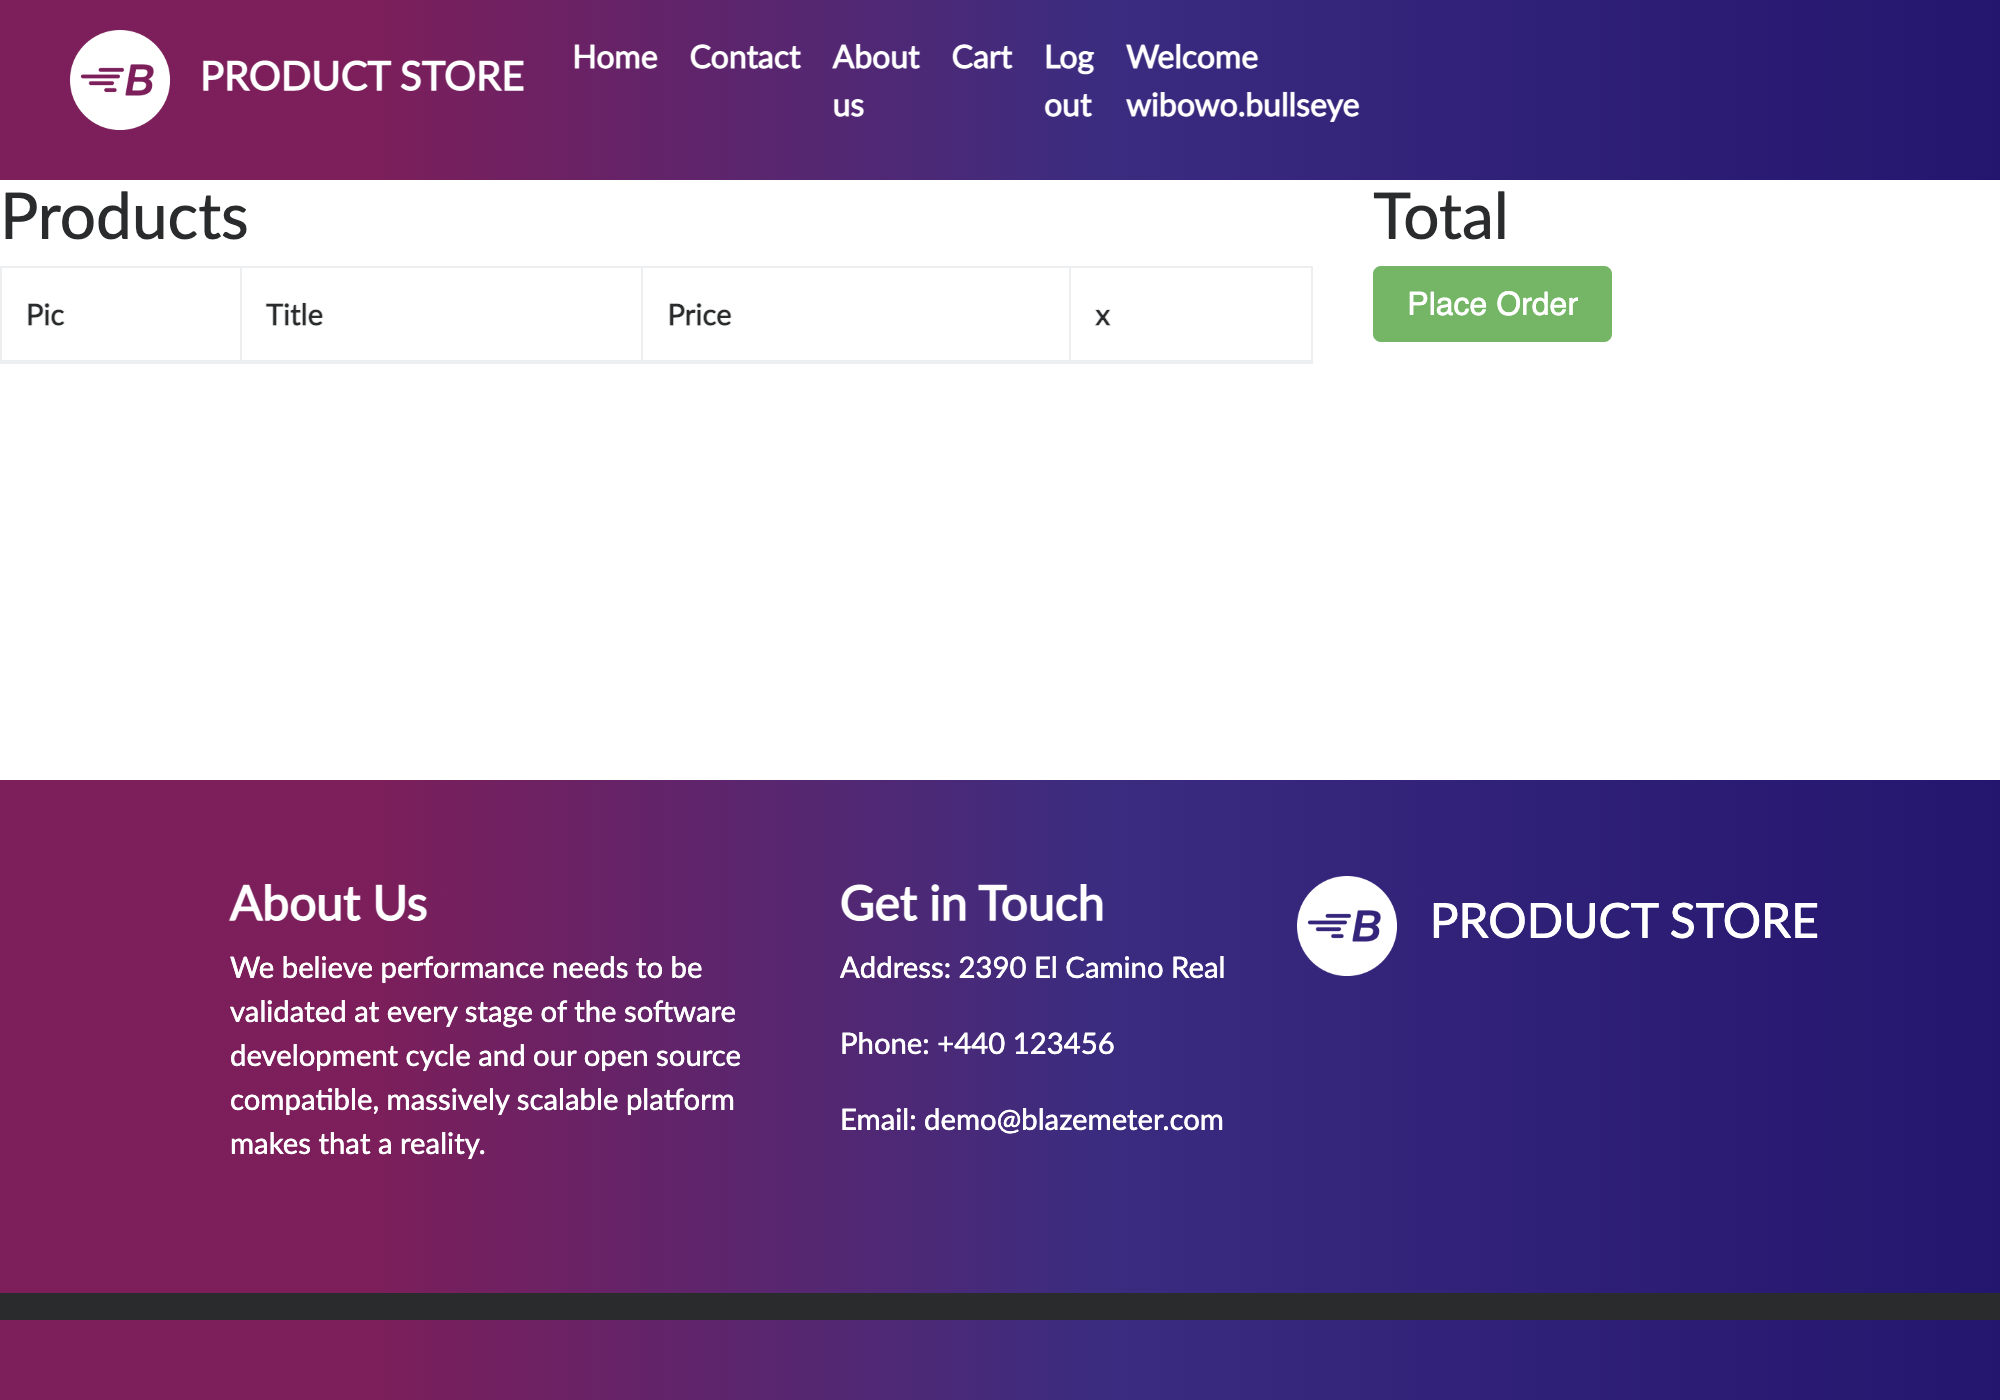 B PRODUCT STORE Home Contact About us Cart Log out Welcome wibowo.bullseye
Products
Pic Title Price x
Total
Place Order
About Us
We believe performance needs to be
validated at every stage of the software
development cycle and our open source
compatible, massively scalable platform
makes that a reality.
Get in Touch
Address: 2390 El Camino Real
Phone: +440 123456
Email: demo@blazemeter.com
B PRODUCT STORE